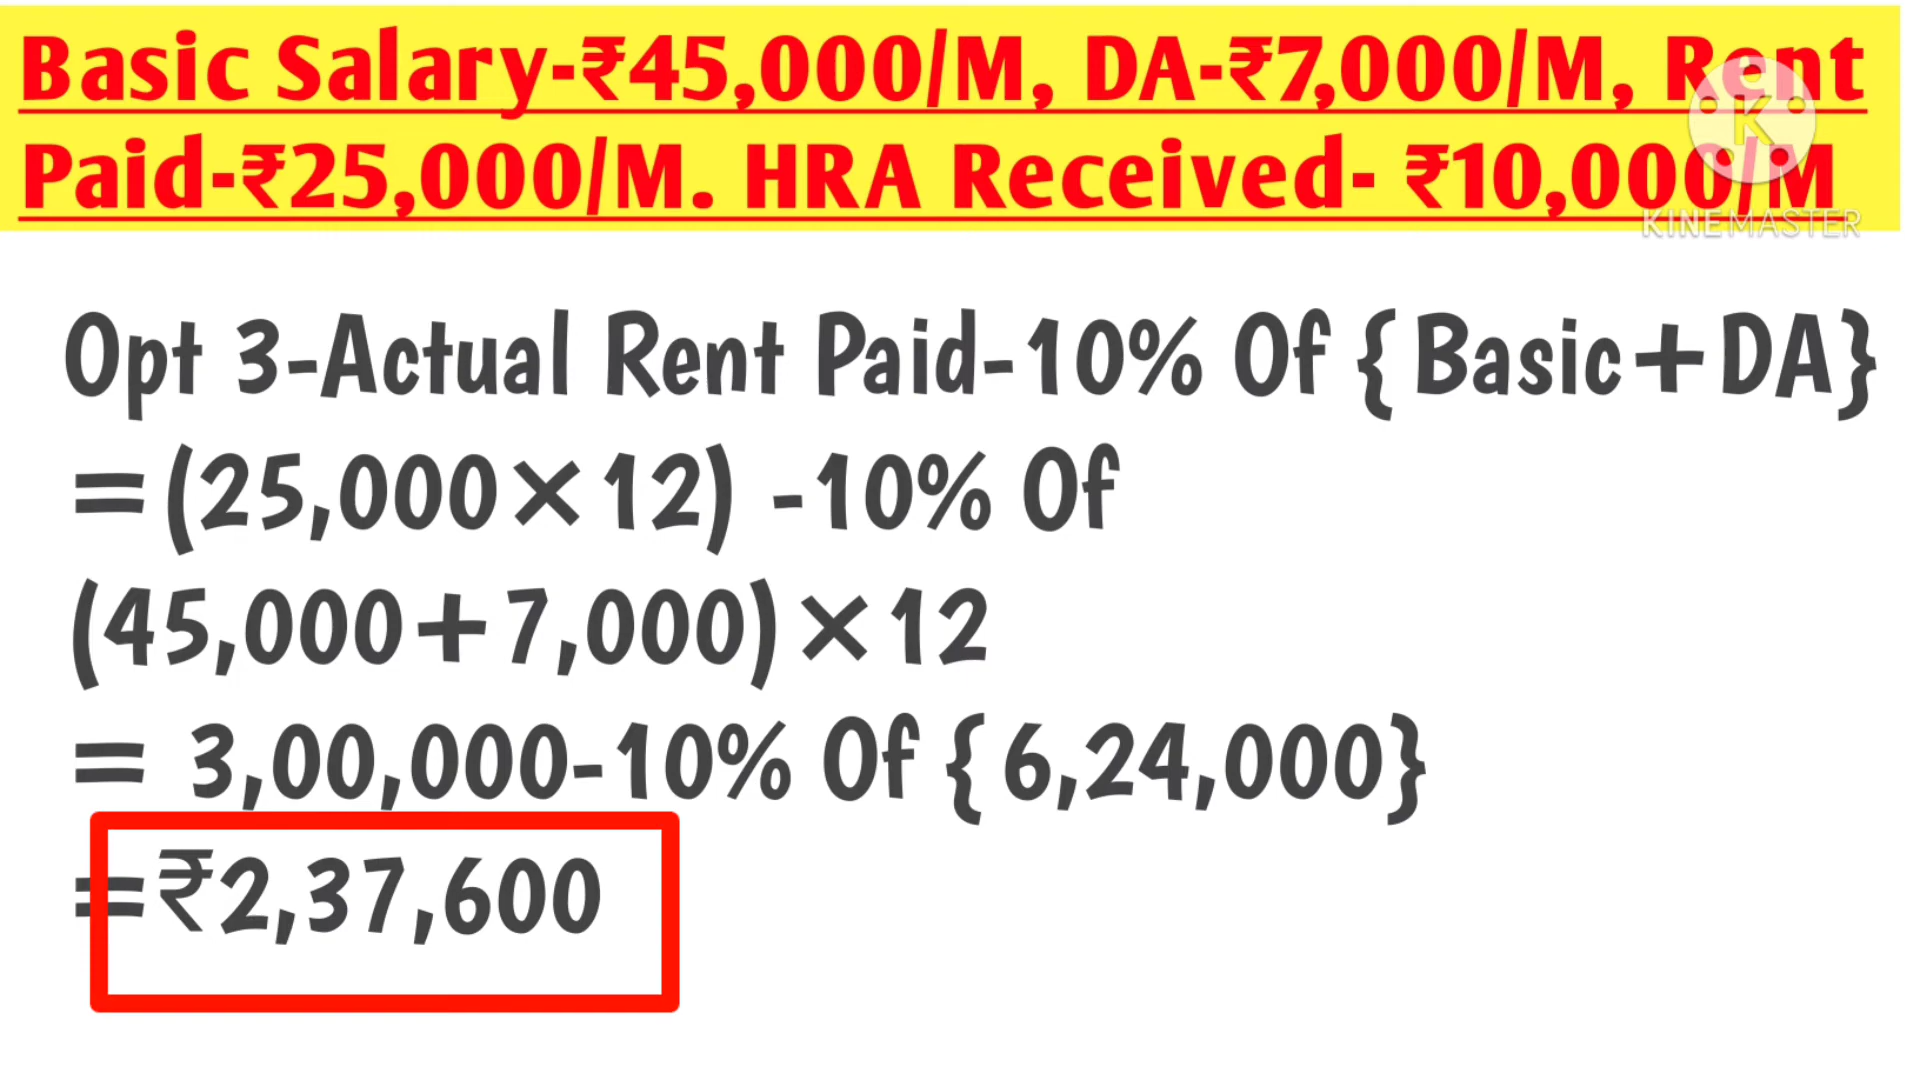 Basic Salary-₹45,000/M, DA-₹7,000/M, Rent
Paid-₹25,000/M. HRA Received- ₹10,000/M
K
KINEMASTER
Opt 3-Actual Rent Paid-10% Of {Basic+DA}
=(25,000×12) -10% Of
(45,000+7,000)×12
= 3,00,000-10% Of {6,24,000}
=₹2,37,600